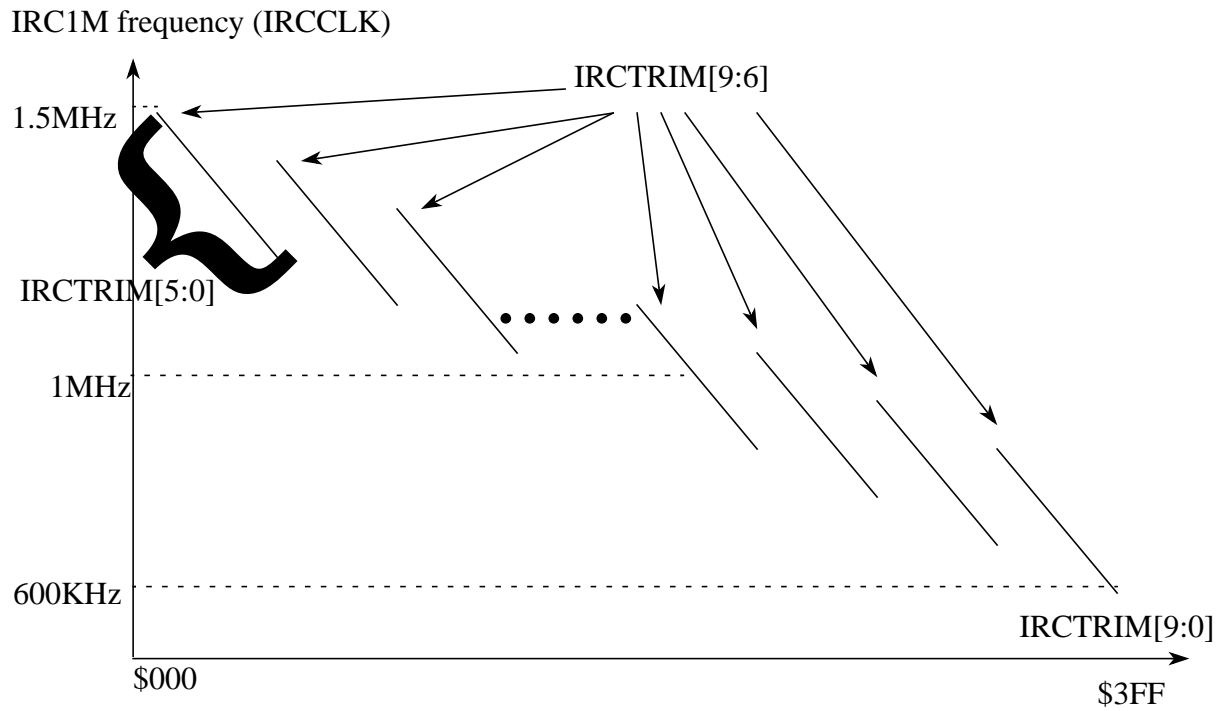 IRC1M frequency (IRCCLK)
IRCTRIM[9:6]
1.5MHz
IRCTRIM[5:0]
1MHz
600KHz
IRCTRIM[9:0]
$000
$3FF